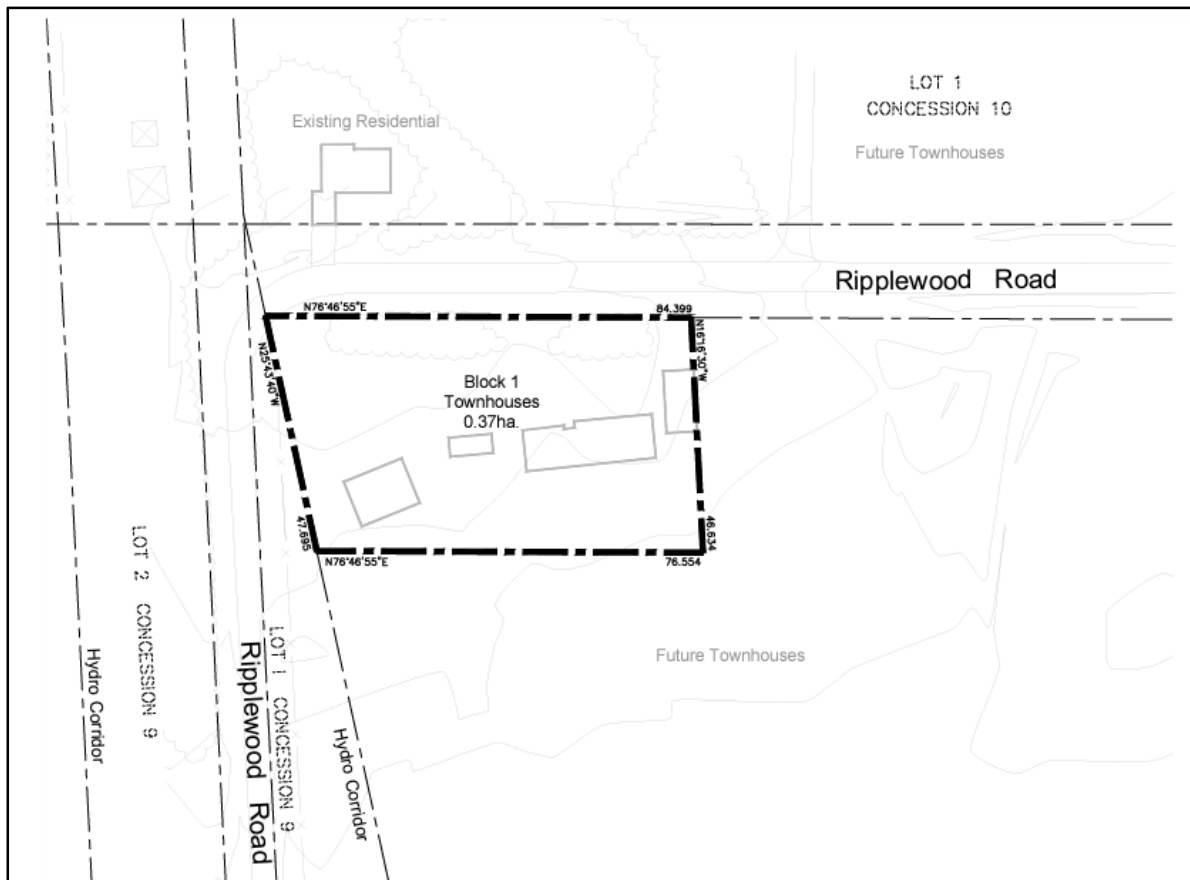 LOT 1
CONCESSION 10
Existing Residential
Future Townhouses
Ripplewood Road
N76°46'55"E
84.399
N16°16'30"W
N25°43'40"W
Block 1
Townhouses
0.37ha.
47.695
46.634
N76°46'55"E
76.554
LOT 2 CONCESSION 9
LOT 1 CONCESSION 9
Ripplewood Road
Hydro Corridor
Hydro Corridor
Future Townhouses